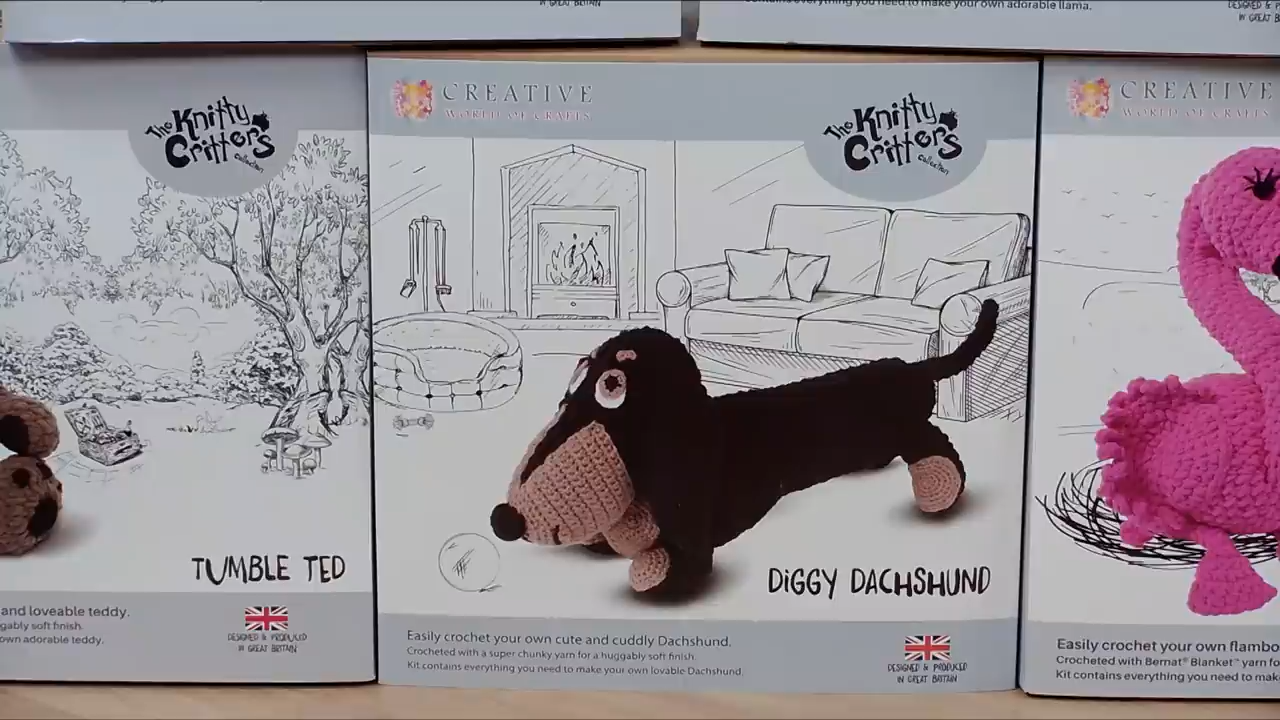 IN GREAT BRITAIN
everything you need to make your own adorable llama.
DESIGNED & P
IN GREAT B
The Knitty
Critters
collection
TUMBLE TED
and loveable teddy.
gably soft finish.
own adorable teddy.
DESIGNED & PRODUCED
IN GREAT BRITAIN
CREATIVE
WORLD OF CRAFTS
The Knitty
Critters
collection
DiGGY DACHSHUND
Easily crochet your own cute and cuddly Dachshund.
Crocheted with a super chunky yarn for a huggably soft finish.
Kit contains everything you need to make your own lovable Dachshund.
DESIGNED & PRODUCED
IN GREAT BRITAIN
CREATIVE
WORLD OF CRAFTS
Easily crochet your own flambo
Crocheted with Bernat® Blanket™ yarn fo
Kit contains everything you need to mak